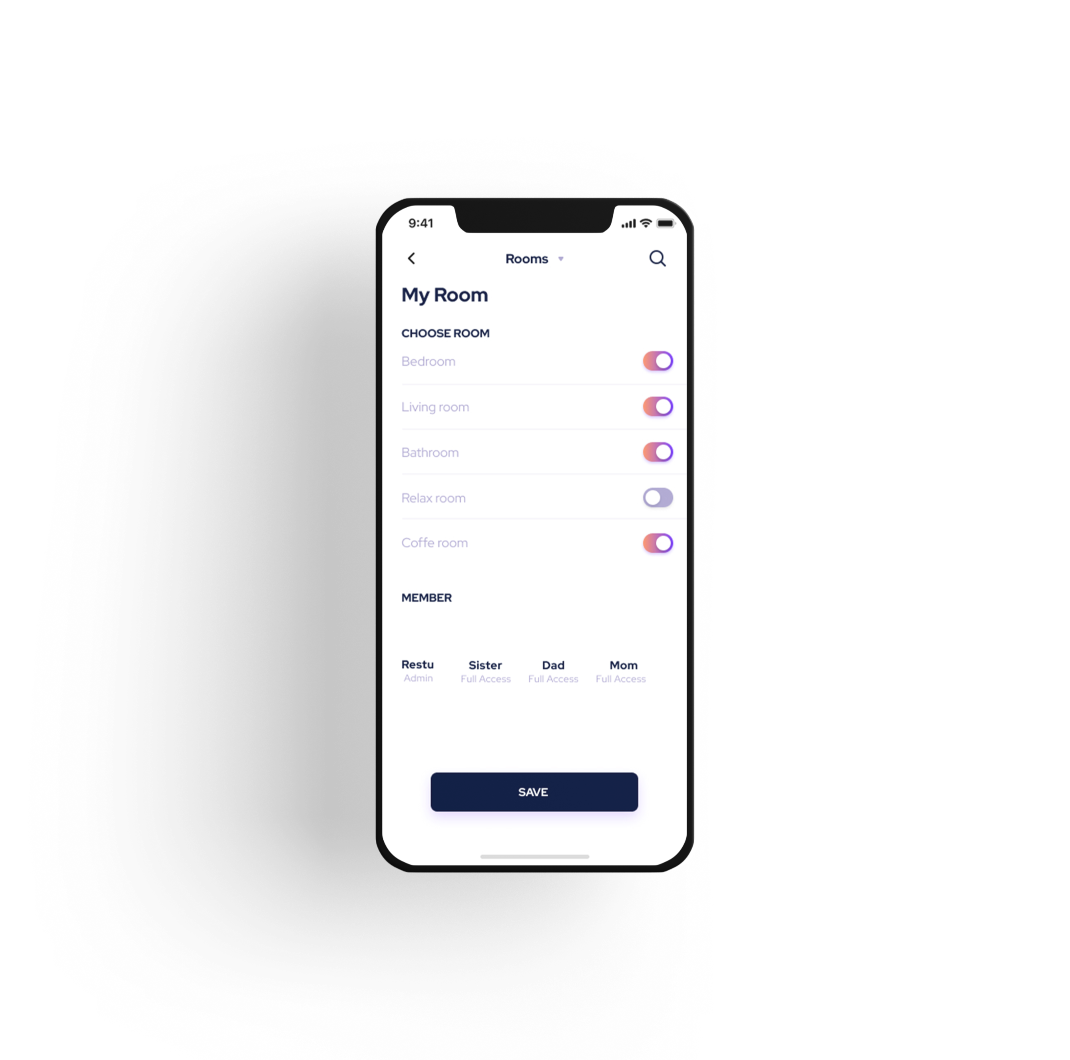 9:41
Rooms
My Room
CHOOSE ROOM
Bedroom
Living room
Bathroom
Relax room
Coffe room
MEMBER
Restu Sister Dad Mom
Admin Full Access Full Access Full Access
SAVE